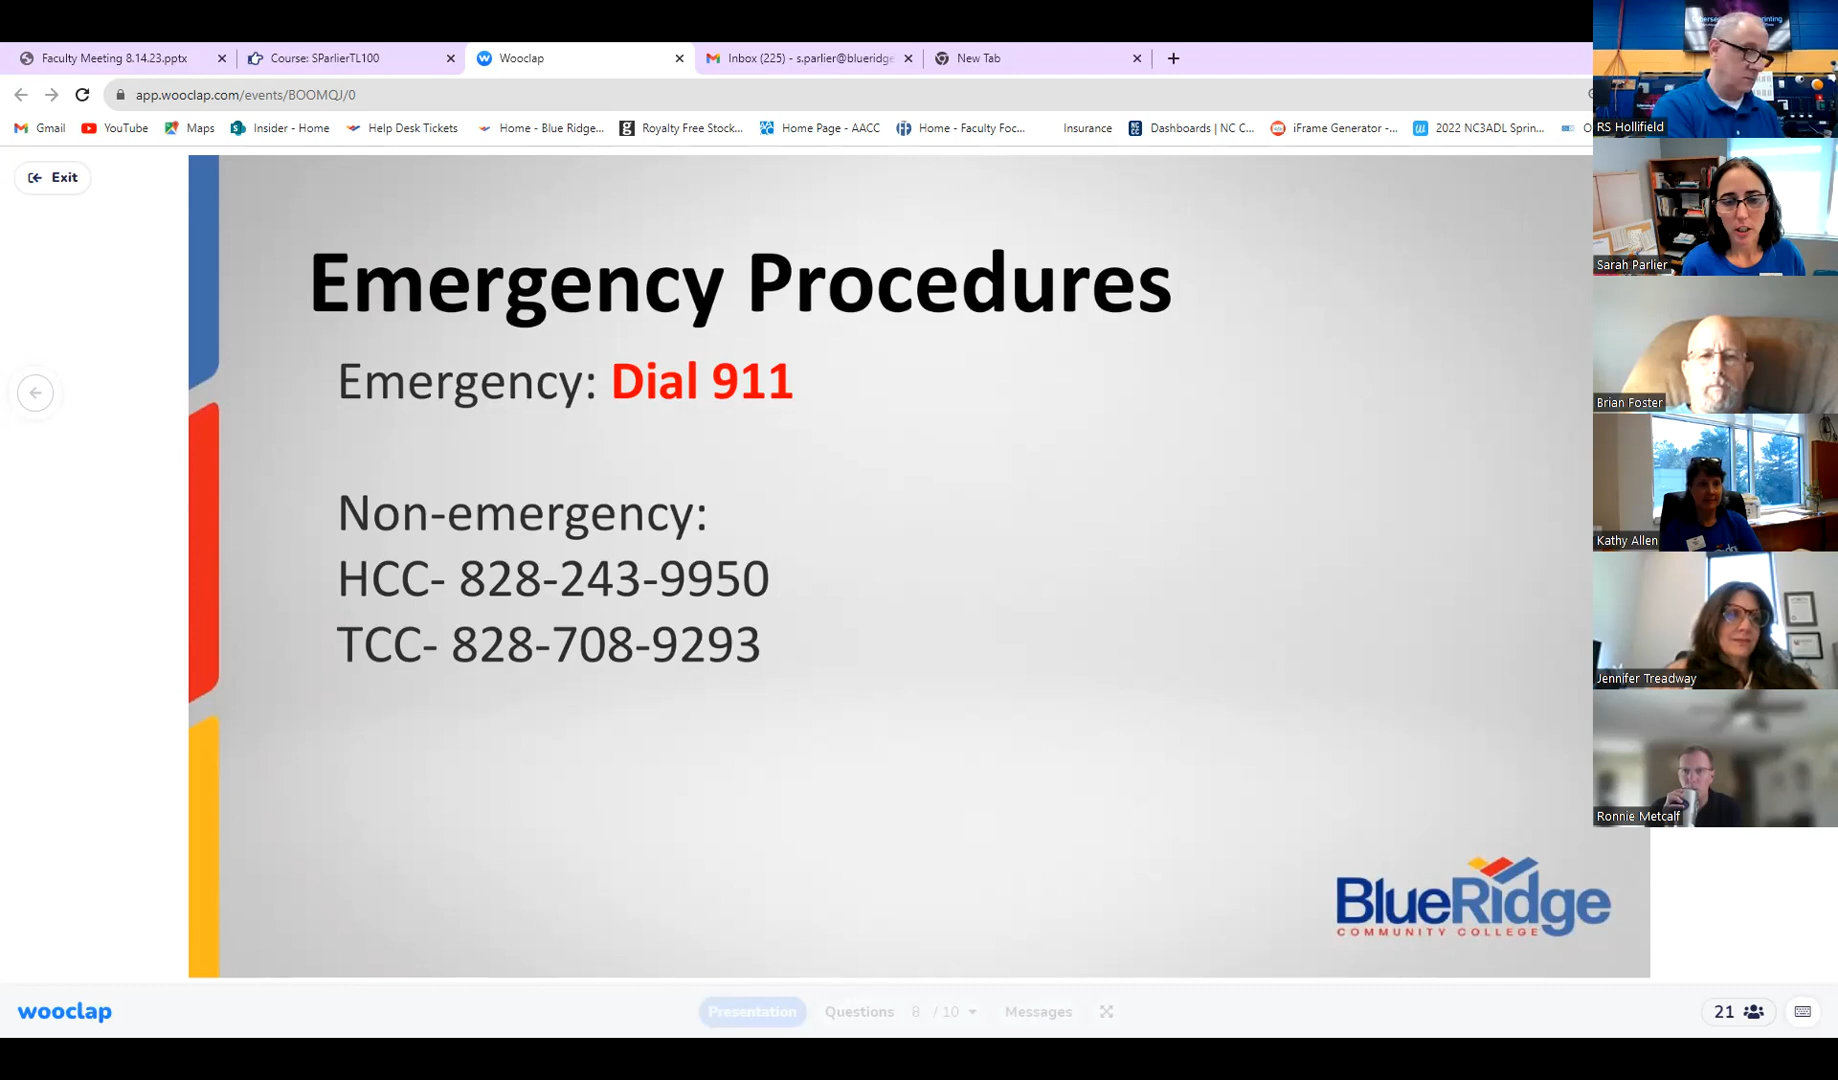 Faculty Meeting 8.14.23.pptx
Course: SParlierTL100
Wooclap
Inbox (225) - s.parlier@blueridge
New Tab
app.wooclap.com/events/BOOMQJ/0
Gmail
YouTube
Maps
Insider - Home
Help Desk Tickets
Home - Blue Ridge...
Royalty Free Stock...
Home Page - AACC
Home - Faculty Foc...
Insurance
Dashboards | NC C...
iFrame Generator -...
2022 NC3ADL Sprin...
Exit
Emergency Procedures
Emergency: Dial 911
Non-emergency:
HCC- 828-243-9950
TCC- 828-708-9293
BlueRidge
COMMUNITY COLLEGE
wooclap
Presentation
Questions 8 / 10
Messages
21
RS Hollifield
Sarah Parlier
Brian Foster
Kathy Allen
Jennifer Treadway
Ronnie Metcalf